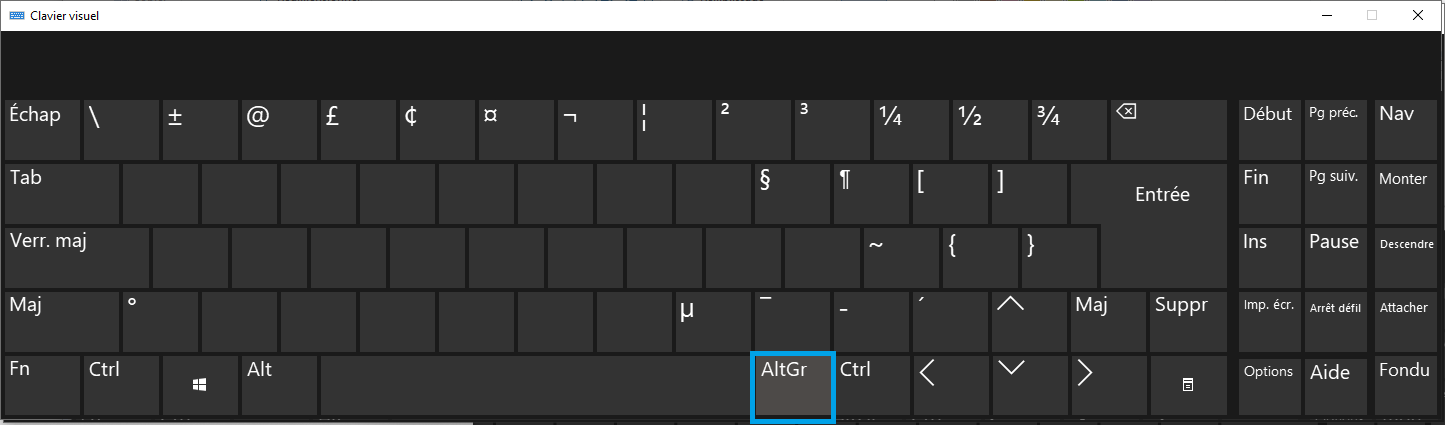 Clavier visuel
Échap \ ± @ £ ¢ ¤ ¬ ¦ ² ³ ¼ ½ ¾ Début Pg préc. Nav
Tab § ¶ [ ] Entrée Fin Pg suiv. Monter
Verr. maj ~ { } Ins Pause Descendre
Maj ° µ ¯ - ´ Maj Suppr Imp. écr. Arrêt défil Attacher
Fn Ctrl Alt AltGr Ctrl Options Aide Fondu